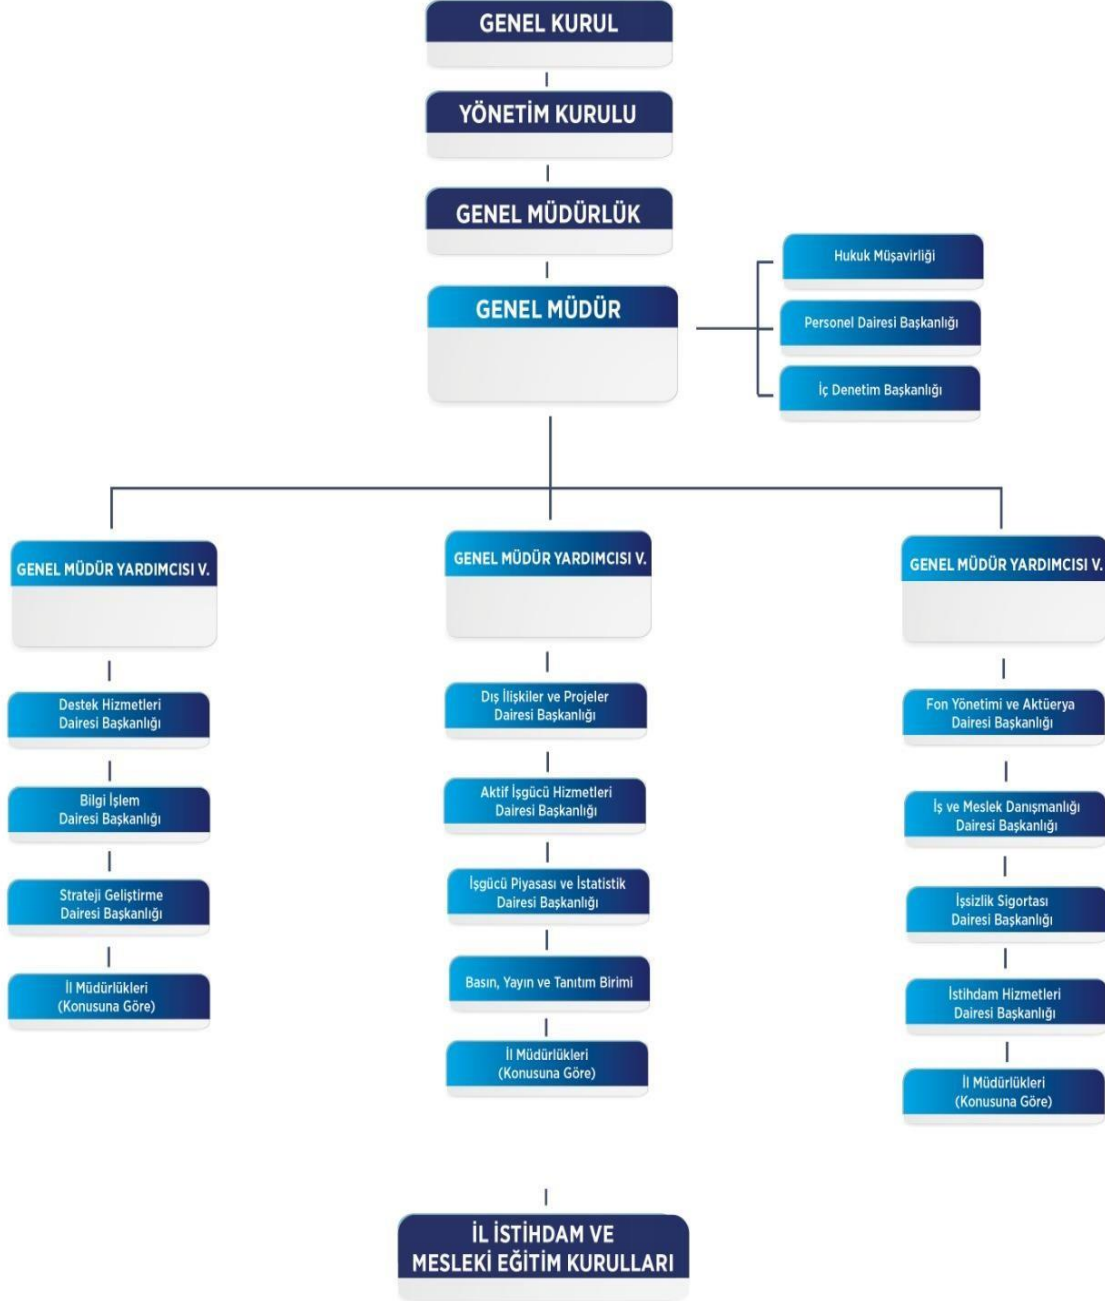 GENEL KURUL
YÖNETİM KURULU
GENEL MÜDÜRLÜK
GENEL MÜDÜR
Hukuk Müşavirliği
Personel Dairesi Başkanlığı
İç Denetim Başkanlığı
GENEL MÜDÜR YARDIMCISI V.
Destek Hizmetleri
Dairesi Başkanlığı
Bilgi İşlem
Dairesi Başkanlığı
Strateji Geliştirme
Dairesi Başkanlığı
İl Müdürlükleri
(Konusuna Göre)
GENEL MÜDÜR YARDIMCISI V.
Dış İlişkiler ve Projeler
Dairesi Başkanlığı
Aktif İşgücü Hizmetleri
Dairesi Başkanlığı
İşgücü Piyasası ve İstatistik
Dairesi Başkanlığı
Basın, Yayın ve Tanıtım Birimi
İl Müdürlükleri
(Konusuna Göre)
GENEL MÜDÜR YARDIMCISI V.
Fon Yönetimi ve Aktüerya
Dairesi Başkanlığı
İş ve Meslek Danışmanlığı
Dairesi Başkanlığı
İşsizlik Sigortası
Dairesi Başkanlığı
İstihdam Hizmetleri
Dairesi Başkanlığı
İl Müdürlükleri
(Konusuna Göre)
İL İSTİHDAM VE
MESLEKİ EĞİTİM KURULLARI